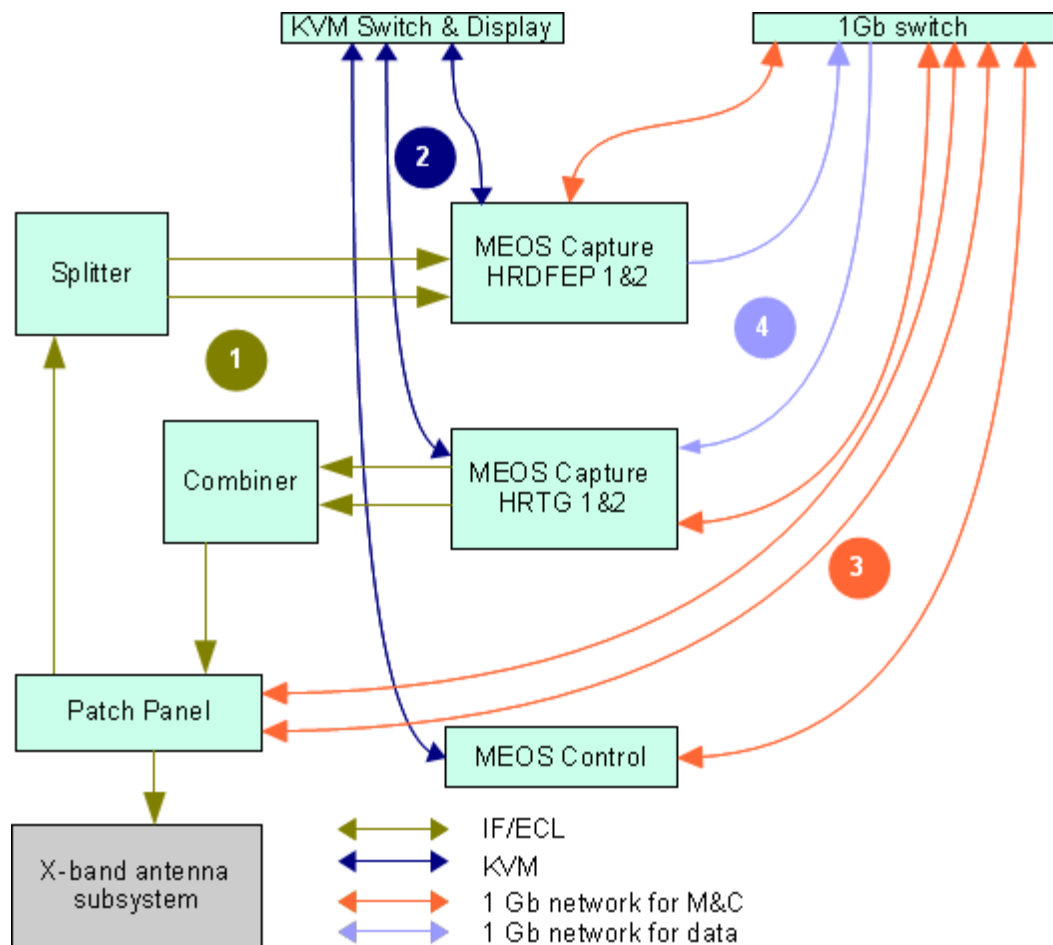 KVM Switch & Display
1Gb switch
2
Splitter
MEOS Capture
HRDFEP 1&2
4
1
Combiner
MEOS Capture
HRTG 1&2
3
Patch Panel
MEOS Control
X-band antenna
subsystem
IF/ECL
KVM
1 Gb network for M&C
1 Gb network for data